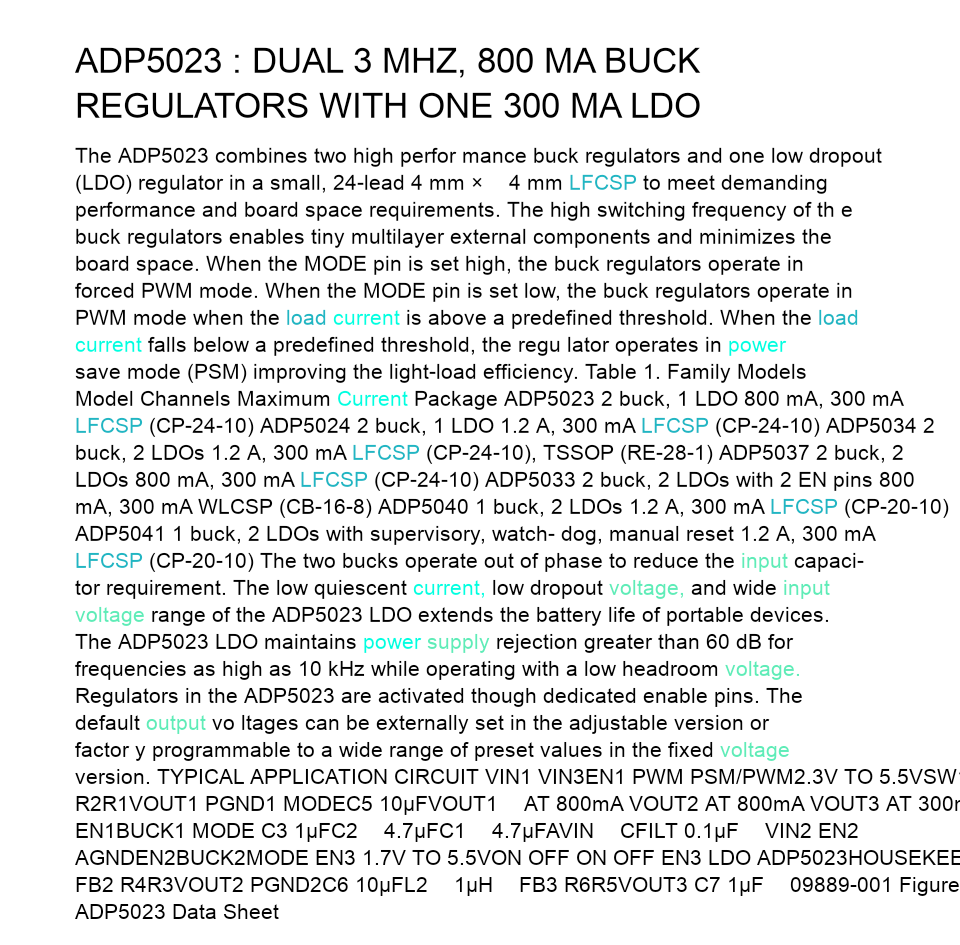 ADP5023 : DUAL 3 MHZ, 800 MA BUCK
REGULATORS WITH ONE 300 MA LDO
The ADP5023 combines two high perfor mance buck regulators and one low dropout
(LDO) regulator in a small, 24-lead 4 mm × 4 mm LFCSP to meet demanding
performance and board space requirements. The high switching frequency of th e
buck regulators enables tiny multilayer external components and minimizes the
board space. When the MODE pin is set high, the buck regulators operate in
forced PWM mode. When the MODE pin is set low, the buck regulators operate in
PWM mode when the load current is above a predefined threshold. When the load
current falls below a predefined threshold, the regu lator operates in power
save mode (PSM) improving the light-load efficiency. Table 1. Family Models
Model Channels Maximum Current Package ADP5023 2 buck, 1 LDO 800 mA, 300 mA
LFCSP (CP-24-10) ADP5024 2 buck, 1 LDO 1.2 A, 300 mA LFCSP (CP-24-10) ADP5034 2
buck, 2 LDOs 1.2 A, 300 mA LFCSP (CP-24-10), TSSOP (RE-28-1) ADP5037 2 buck, 2
LDOs 800 mA, 300 mA LFCSP (CP-24-10) ADP5033 2 buck, 2 LDOs with 2 EN pins 800
mA, 300 mA WLCSP (CB-16-8) ADP5040 1 buck, 2 LDOs 1.2 A, 300 mA LFCSP (CP-20-10)
ADP5041 1 buck, 2 LDOs with supervisory, watch- dog, manual reset 1.2 A, 300 mA
LFCSP (CP-20-10) The two bucks operate out of phase to reduce the input capaci-
tor requirement. The low quiescent current, low dropout voltage, and wide input
voltage range of the ADP5023 LDO extends the battery life of portable devices.
The ADP5023 LDO maintains power supply rejection greater than 60 dB for
frequencies as high as 10 kHz while operating with a low headroom voltage.
Regulators in the ADP5023 are activated though dedicated enable pins. The
default output vo ltages can be externally set in the adjustable version or
factor y programmable to a wide range of preset values in the fixed voltage
version. TYPICAL APPLICATION CIRCUIT VIN1 VIN3EN1 PWM PSM/PWM2.3V TO 5.5VSW
R2R1VOUT1 PGND1 MODEC5 10µFVOUT1 AT 800mA VOUT2 AT 800mA VOUT3 AT 300
EN1BUCK1 MODE C3 1µFC2 4.7µFC1 4.7µFAVIN CFILT 0.1µF VIN2 EN2
AGNDEN2BUCK2MODE EN3 1.7V TO 5.5VON OFF ON OFF EN3 LDO ADP5023HOUSEKEE
FB2 R4R3VOUT2 PGND2C6 10µFL2 1µH FB3 R6R5VOUT3 C7 1µF 09889-001 Figure
ADP5023 Data Sheet